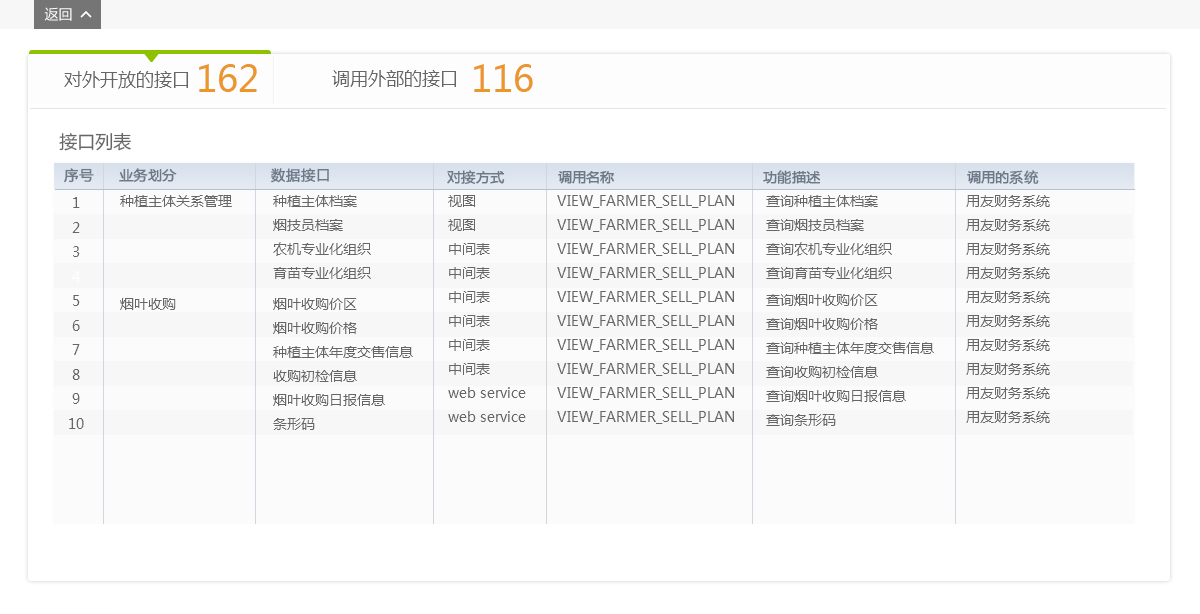 返回
对外开放的接口 162 调用外部的接口 116
接口列表
序号 业务划分 数据接口 对接方式 调用名称 功能描述 调用的系统
1 种植主体关系管理 种植主体档案 视图 VIEW_FARMER_SELL_PLAN 查询种植主体档案 用友财务系统
2 烟技员档案 视图 VIEW_FARMER_SELL_PLAN 查询烟技员档案 用友财务系统
3 农机专业化组织 中间表 VIEW_FARMER_SELL_PLAN 查询农机专业化组织 用友财务系统
4 育苗专业化组织 中间表 VIEW_FARMER_SELL_PLAN 查询育苗专业化组织 用友财务系统
5 烟叶收购 烟叶收购价区 中间表 VIEW_FARMER_SELL_PLAN 查询烟叶收购价区 用友财务系统
6 烟叶收购价格 中间表 VIEW_FARMER_SELL_PLAN 查询烟叶收购价格 用友财务系统
7 种植主体年度交售信息 中间表 VIEW_FARMER_SELL_PLAN 查询种植主体年度交售信息 用友财务系统
8 收购初检信息 中间表 VIEW_FARMER_SELL_PLAN 查询收购初检信息 用友财务系统
9 烟叶收购日报信息 web service VIEW_FARMER_SELL_PLAN 查询烟叶收购日报信息 用友财务系统
10 条形码 web service VIEW_FARMER_SELL_PLAN 查询条形码 用友财务系统